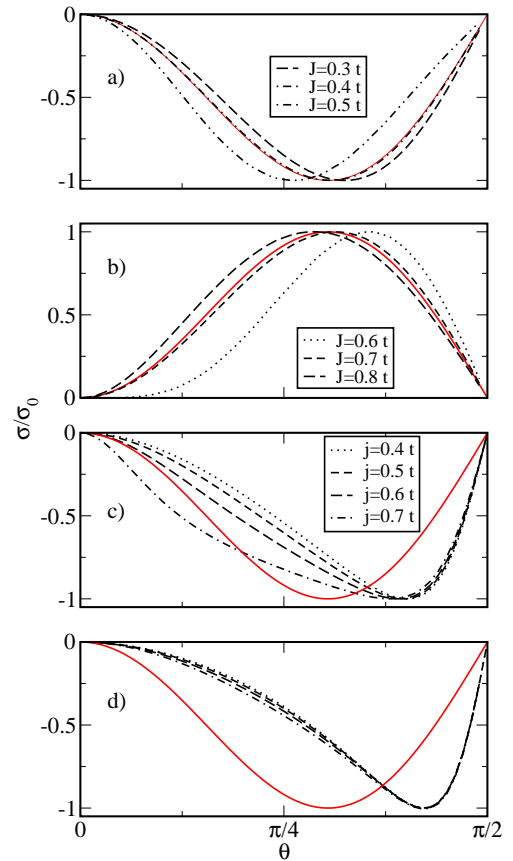 0
-0.5
-1
a)
J=0.3 t
J=0.4 t
J=0.5 t
1
0.5
0
b)
J=0.6 t
J=0.7 t
J=0.8 t
σ/σ0
0
-0.5
-1
c)
j=0.4 t
j=0.5 t
j=0.6 t
j=0.7 t
0
-0.5
-1
d)
0
π/4
π/2
θ